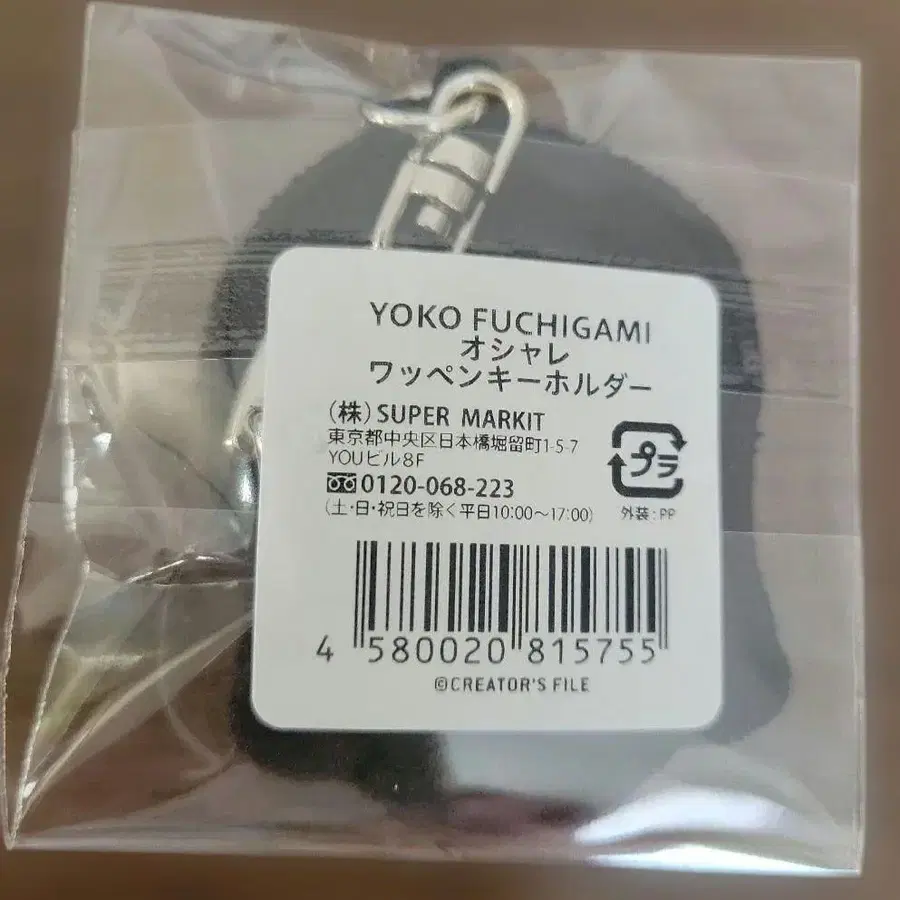 YOKO FUCHIGAMI
オシャレ
ワッペンキーホルダー
(株)SUPER MARKIT
東京都中央区日本橋堀留町1-5-7
YOUビル8F
0120-068-223
(土・日・祝日を除く平日10:00〜17:00)
プラ
外装:PP
4 580020 815755
©CREATOR'S FILE